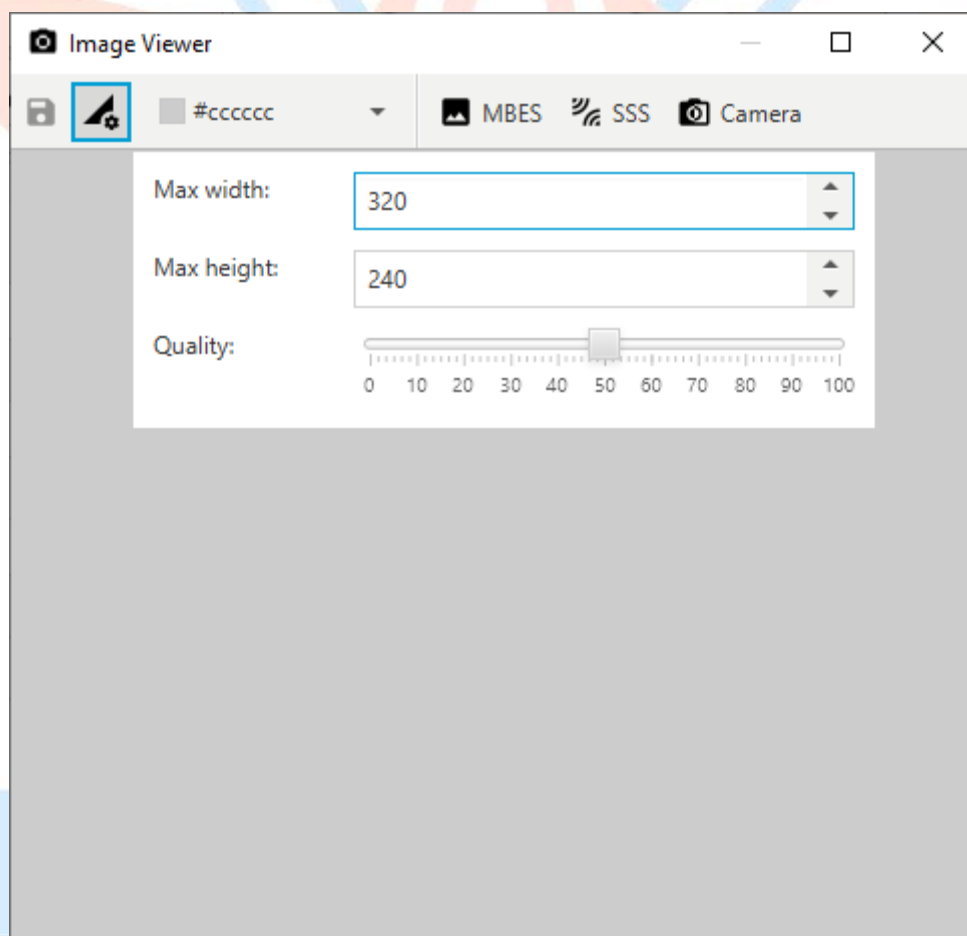 Image Viewer
#cccccc MBES SSS Camera
Max width: 320
Max height: 240
Quality:
0 10 20 30 40 50 60 70 80 90 100